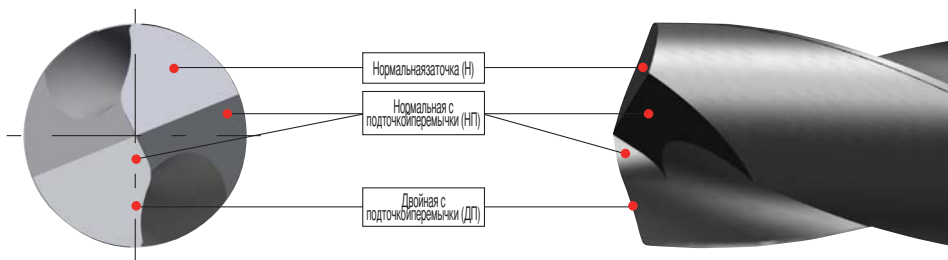 Нормальнаязаточка (Н)
Нормальная с
подточкойперемычки (НП)
Двойная с
подточкойперемычки (ДП)